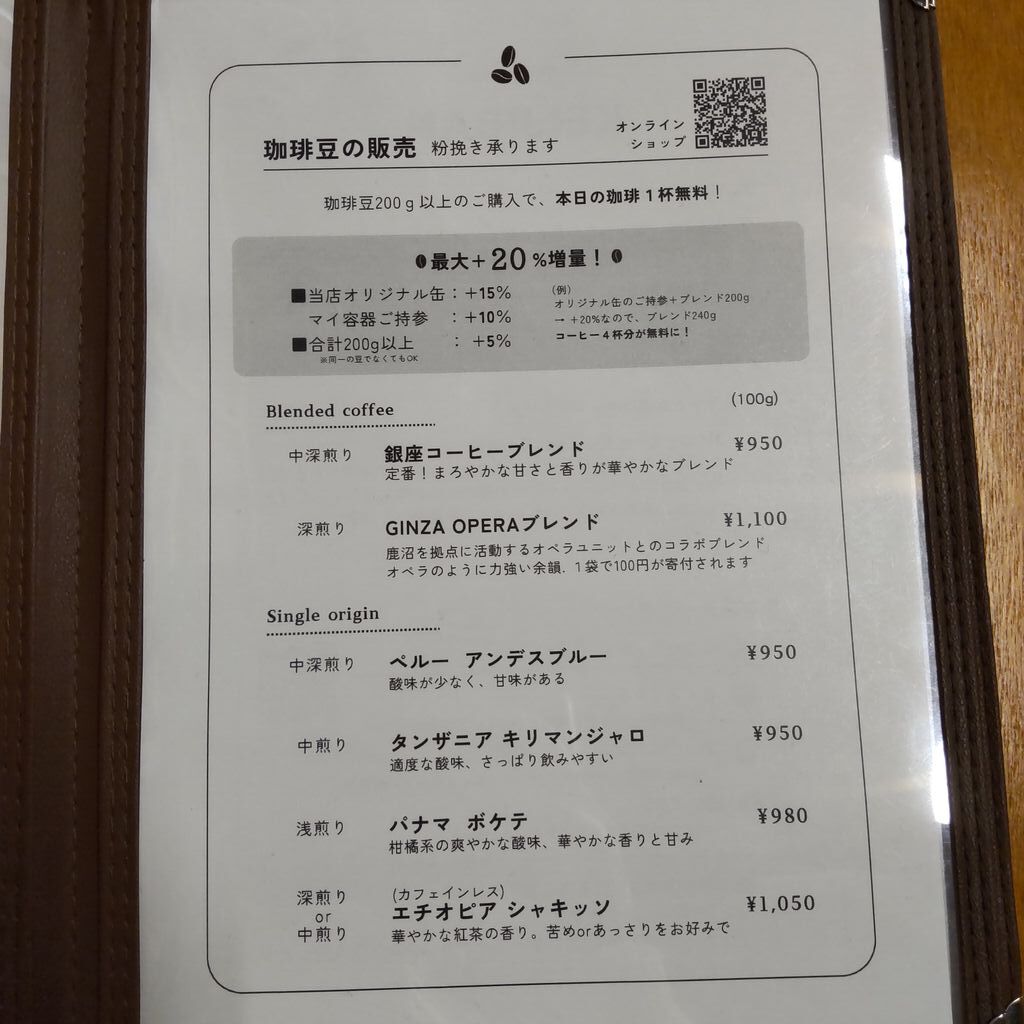 オンライン
ショップ
珈琲豆の販売 粉挽き承ります
珈琲豆200g以上のご購入で、本日の珈琲1杯無料！
最大+20%増量！
■当店オリジナル缶：+15%
マイ容器ご持参 ：+10%
■合計200g以上 ：+5%
※同一の豆でなくてもOK
（例）
オリジナル缶のご持参+ブレンド200g
→ +20%なので、ブレンド240g
コーヒー4杯分が無料に！
Blended coffee (100g)
中深煎り 銀座コーヒーブレンド ¥950
定番！まろやかな甘さと香りが華やかなブレンド
深煎り GINZA OPERAブレンド ¥1,100
鹿沼を拠点に活動するオペラユニットとのコラボブレンド
オペラのように力強い余韻. 1袋で100円が寄付されます
Single origin
中深煎り ペルー アンデスブルー ¥950
酸味が少なく、甘味がある
中煎り タンザニア キリマンジャロ ¥950
適度な酸味、さっぱり飲みやすい
浅煎り パナマ ボケテ ¥980
柑橘系の爽やかな酸味、華やかな香りと甘み
深煎り or 中煎り (カフェインレス)
エチオピア シャキッソ ¥1,050
華やかな紅茶の香り。苦めorあっさりをお好みで